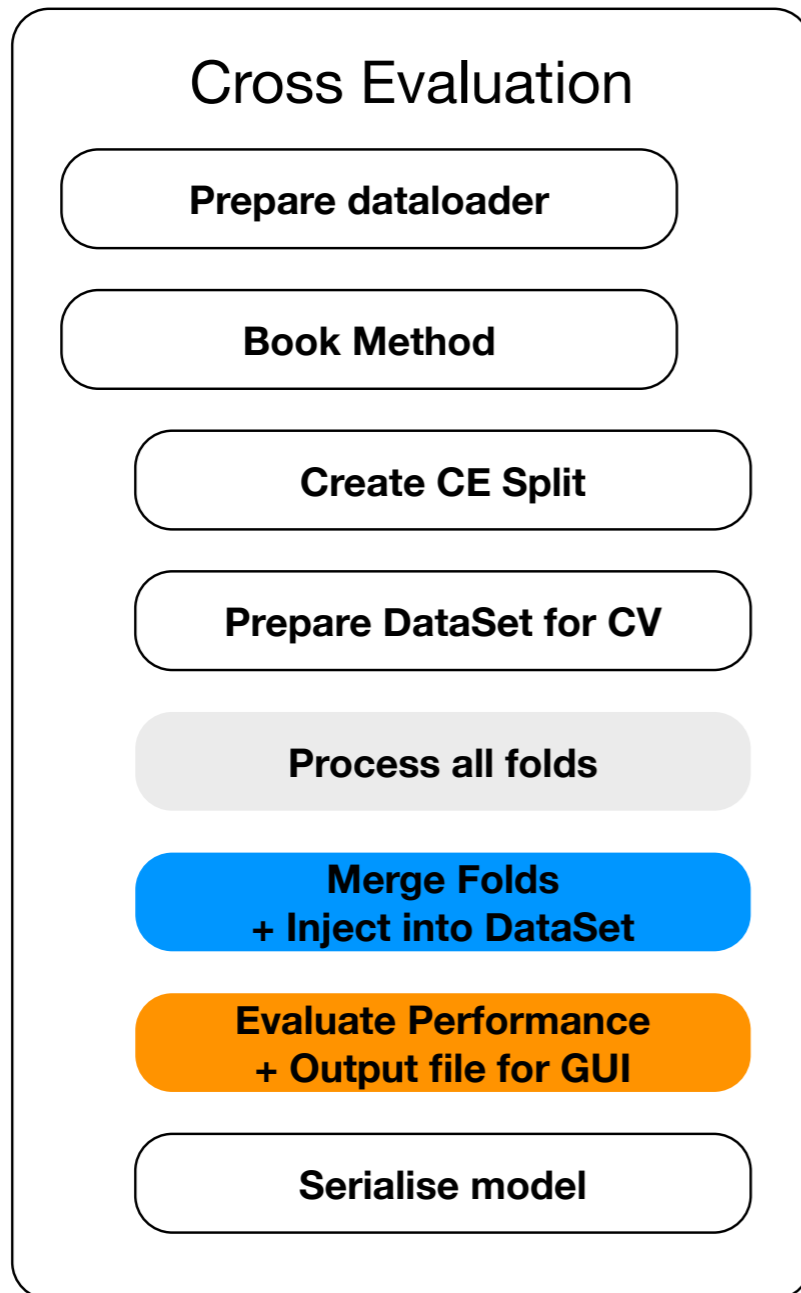 Cross Evaluation
Prepare dataloader
Book Method
Create CE Split
Prepare DataSet for CV
Process all folds
Merge Folds
+ Inject into DataSet
Evaluate Performance
+ Output file for GUI
Serialise model